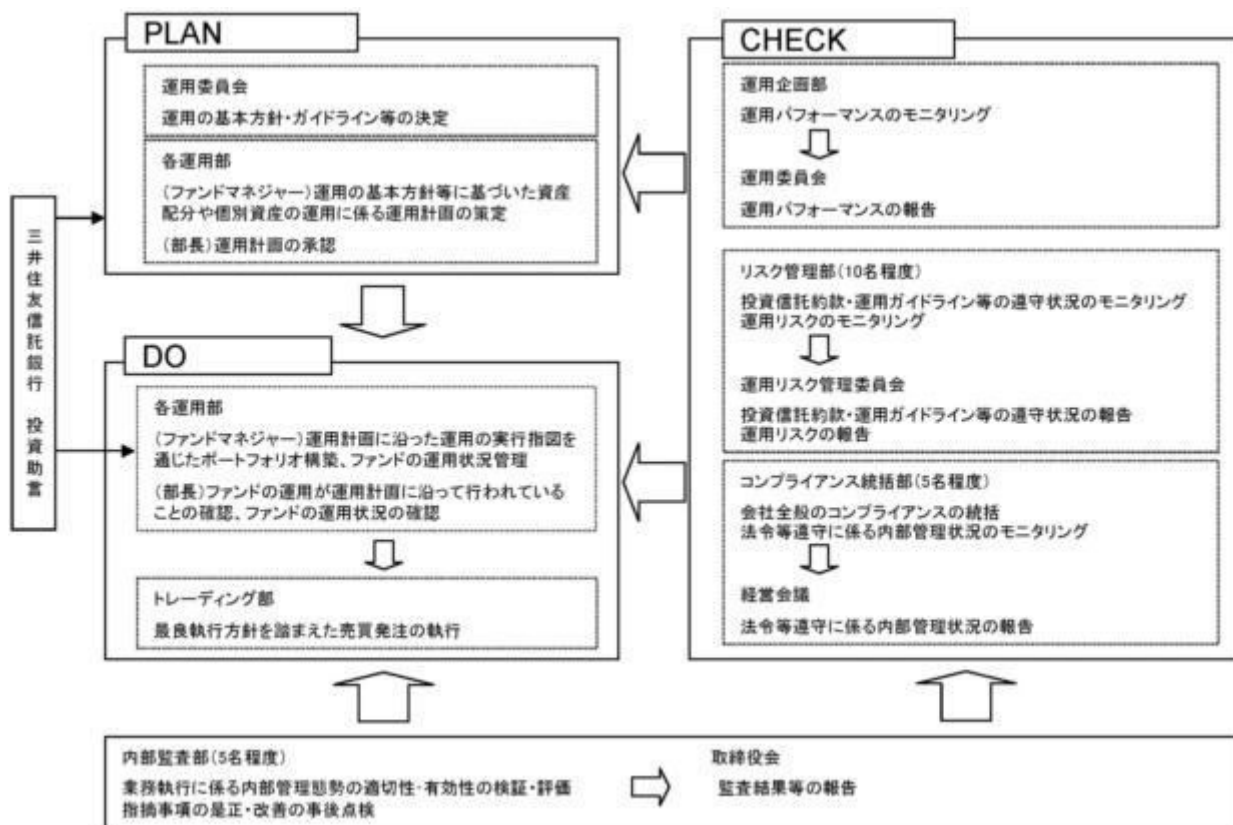 PLAN
運用委員会
運用の基本方針・ガイドライン等の決定
各運用部
(ファンドマネジャー)運用の基本方針等に基づいた資産
配分や個別資産の運用に係る運用計画の策定
(部長)運用計画の承認
三井住友信託銀行 投資助言
DO
各運用部
(ファンドマネジャー)運用計画に沿った運用の実行指図を
通じたポートフォリオ構築、ファンドの運用状況管理
(部長)ファンドの運用が運用計画に沿って行われている
ことの確認、ファンドの運用状況の確認
トレーディング部
最良執行方針を踏まえた売買発注の執行
CHECK
運用企画部
運用パフォーマンスのモニタリング
運用委員会
運用パフォーマンスの報告
リスク管理部(10名程度)
投資信託約款・運用ガイドライン等の遵守状況のモニタリング
運用リスクのモニタリング
運用リスク管理委員会
投資信託約款・運用ガイドライン等の遵守状況の報告
運用リスクの報告
コンプライアンス統括部(5名程度)
会社全般のコンプライアンスの統括
法令等遵守に係る内部管理状況のモニタリング
経営会議
法令等遵守に係る内部管理状況の報告
内部監査部(5名程度)
業務執行に係る内部管理態勢の適切性・有効性の検証・評価
指摘事項の是正・改善の事後点検
取締役会
監査結果等の報告